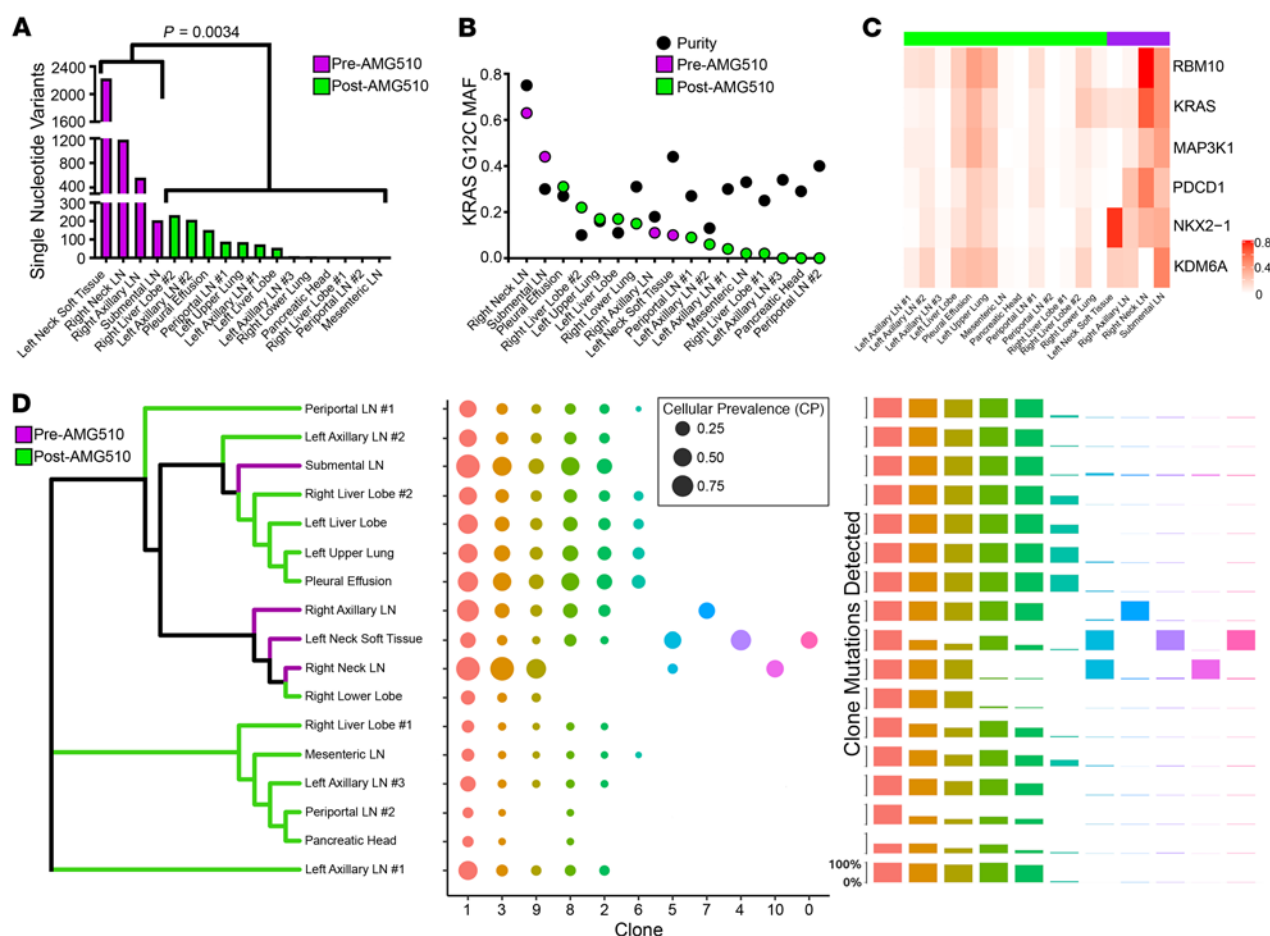 A
P = 0.0034
Pre-AMG510
Post-AMG510
Single Nucleotide Variants
2400
2000
1600
1200
800
400
300
200
100
0
Left Neck Soft Tissue
Right Neck LN
Right Axillary LN
Submental LN
Right Liver Lobe #2
Left Axillary LN #2
Pleural Effusion
Periportal LN #1
Left Upper Lung
Left Axillary LN #1
Left Liver Lobe
Left Axillary LN #3
Right Lower Lung
Pancreatic Head
Right Liver Lobe #1
Periportal LN #2
Mesenteric LN
B
Purity
Pre-AMG510
Post-AMG510
KRAS G12C MAF
0.8
0.6
0.4
0.2
0.0
Right Neck LN
Submental LN
Pleural Effusion
Right Liver Lobe #2
Left Upper Lung
Left Liver Lobe
Right Lower Lung
Right Axillary LN
Left Neck Soft Tissue
Periportal LN #1
Left Axillary LN #2
Left Axillary LN #1
Mesenteric LN
Right Liver Lobe #1
Left Axillary LN #3
Pancreatic Head
Periportal LN #2
C
RBM10
KRAS
MAP3K1
PDCD1
NKX2−1
KDM6A
0.8
0.4
0
Left Axillary LN #1
Left Axillary LN #2
Left Axillary LN #3
Left Liver Lobe
Pleural Effusion
Left Upper Lung
Mesenteric LN
Pancreatic Head
Periportal LN #1
Periportal LN #2
Right Liver Lobe #1
Right Liver Lobe #2
Right Lower Lung
Left Neck Soft Tissue
Right Axillary LN
Right Neck LN
Submental LN
D
Pre-AMG510
Post-AMG510
Periportal LN #1
Left Axillary LN #2
Submental LN
Right Liver Lobe #2
Left Liver Lobe
Left Upper Lung
Pleural Effusion
Right Axillary LN
Left Neck Soft Tissue
Right Neck LN
Right Lower Lobe
Right Liver Lobe #1
Mesenteric LN
Left Axillary LN #3
Periportal LN #2
Pancreatic Head
Left Axillary LN #1
Cellular Prevalence (CP)
0.25
0.50
0.75
1 3 9 8 2 6 5 7 4 10 0
Clone
Clone Mutations Detected
100%
0%